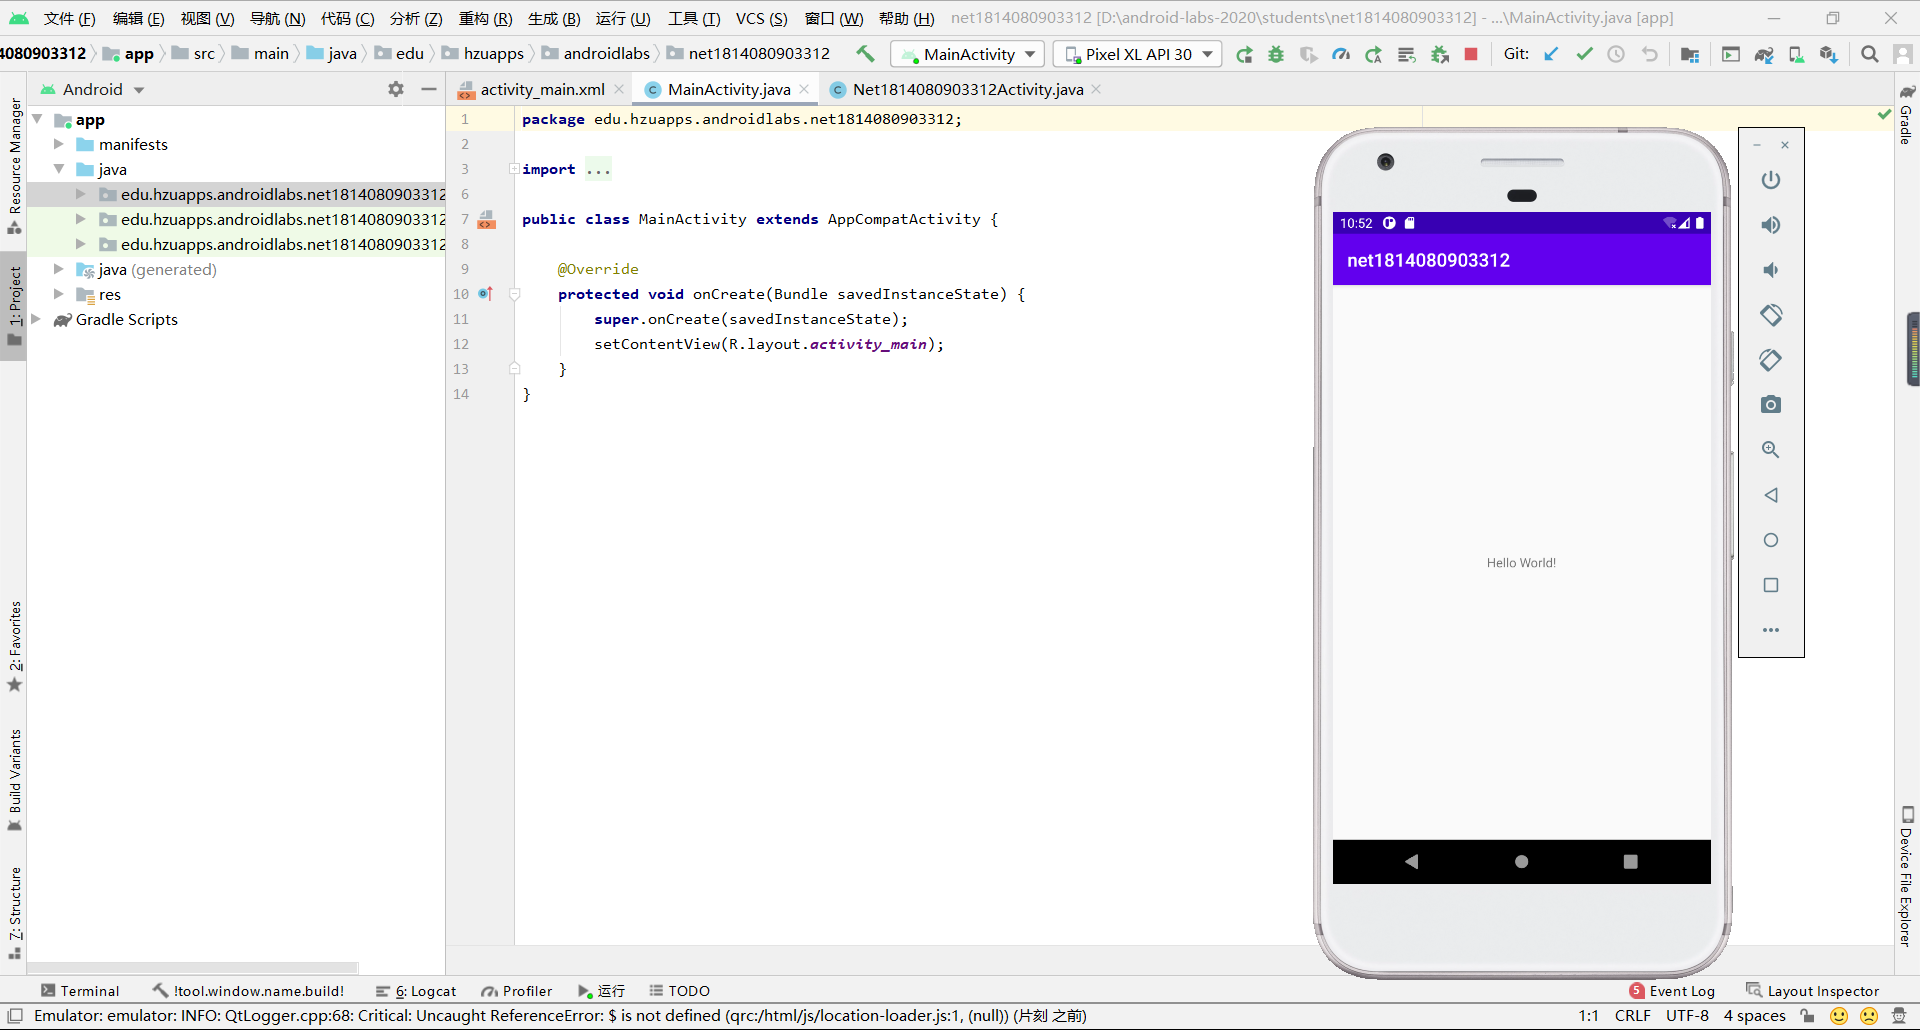 文件 (F) 编辑 (E) 视图 (V) 导航 (N) 代码 (C) 分析 (Z) 重构 (R) 生成 (B) 运行 (U) 工具 (T) VCS (S) 窗口 (W) 帮助 (H) net1814080903312 [D:\android-labs-2020\students\net1814080903312] - ...\MainActivity.java [app]
4080903312 app src main java edu hzuapps androidlabs net1814080903312 MainActivity Pixel XL API 30 Git:
Android
activity_main.xml MainActivity.java Net1814080903312Activity.java
Resource Manager
1: Project
2: Favorites
Build Variants
7: Structure
app
manifests
java
edu.hzuapps.androidlabs.net1814080903312
edu.hzuapps.androidlabs.net1814080903312
edu.hzuapps.androidlabs.net1814080903312
java (generated)
res
Gradle Scripts
1 package edu.hzuapps.androidlabs.net1814080903312;
2
3 import ...
6
7 public class MainActivity extends AppCompatActivity {
8
9 @Override
10 protected void onCreate(Bundle savedInstanceState) {
11 super.onCreate(savedInstanceState);
12 setContentView(R.layout.activity_main);
13 }
14 }
10:52
net1814080903312
Hello World!
Gradle
Device File Explorer
Terminal !tool.window.name.build! 6: Logcat Profiler 运行 TODO 5 Event Log Layout Inspector
Emulator: emulator: INFO: QtLogger.cpp:68: Critical: Uncaught ReferenceError: $ is not defined (qrc:/html/js/location-loader.js:1, (null)) (片刻 之前) 1:1 CRLF UTF-8 4 spaces